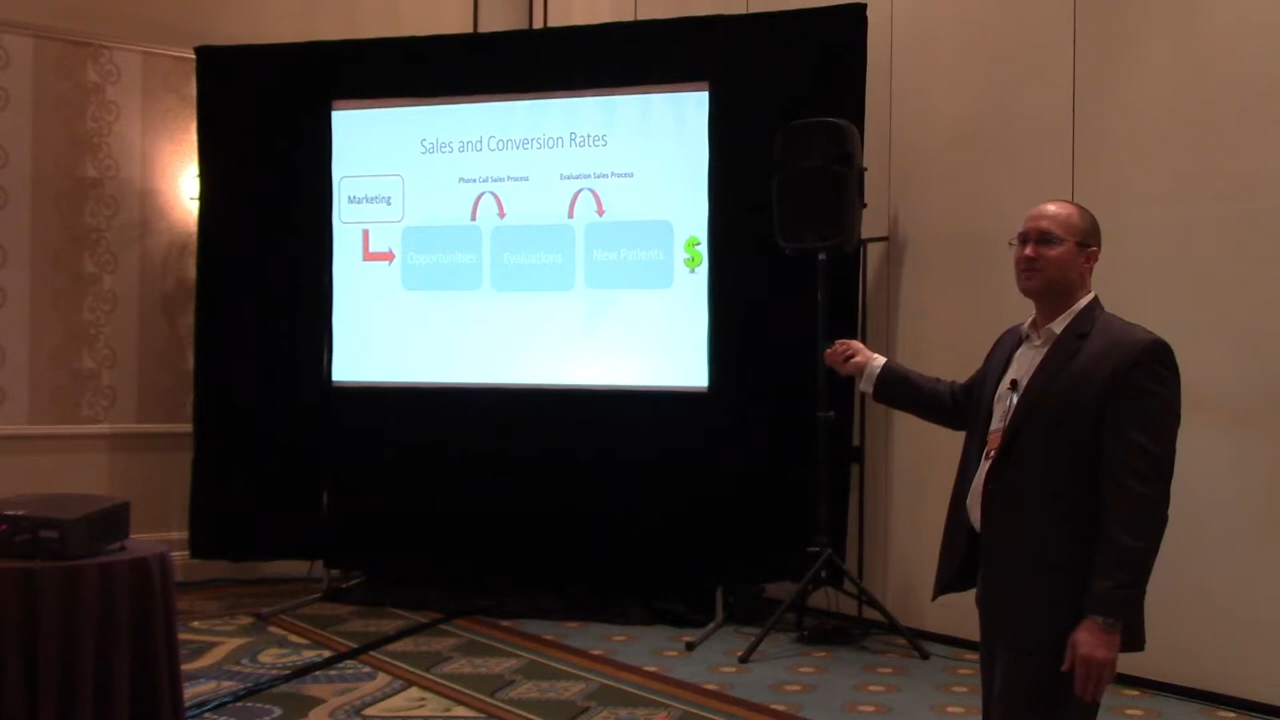 Sales and Conversion Rates
Phone Call Sales Process
Evaluation Sales Process
Marketing
Opportunities
Evaluations
New Patients
$